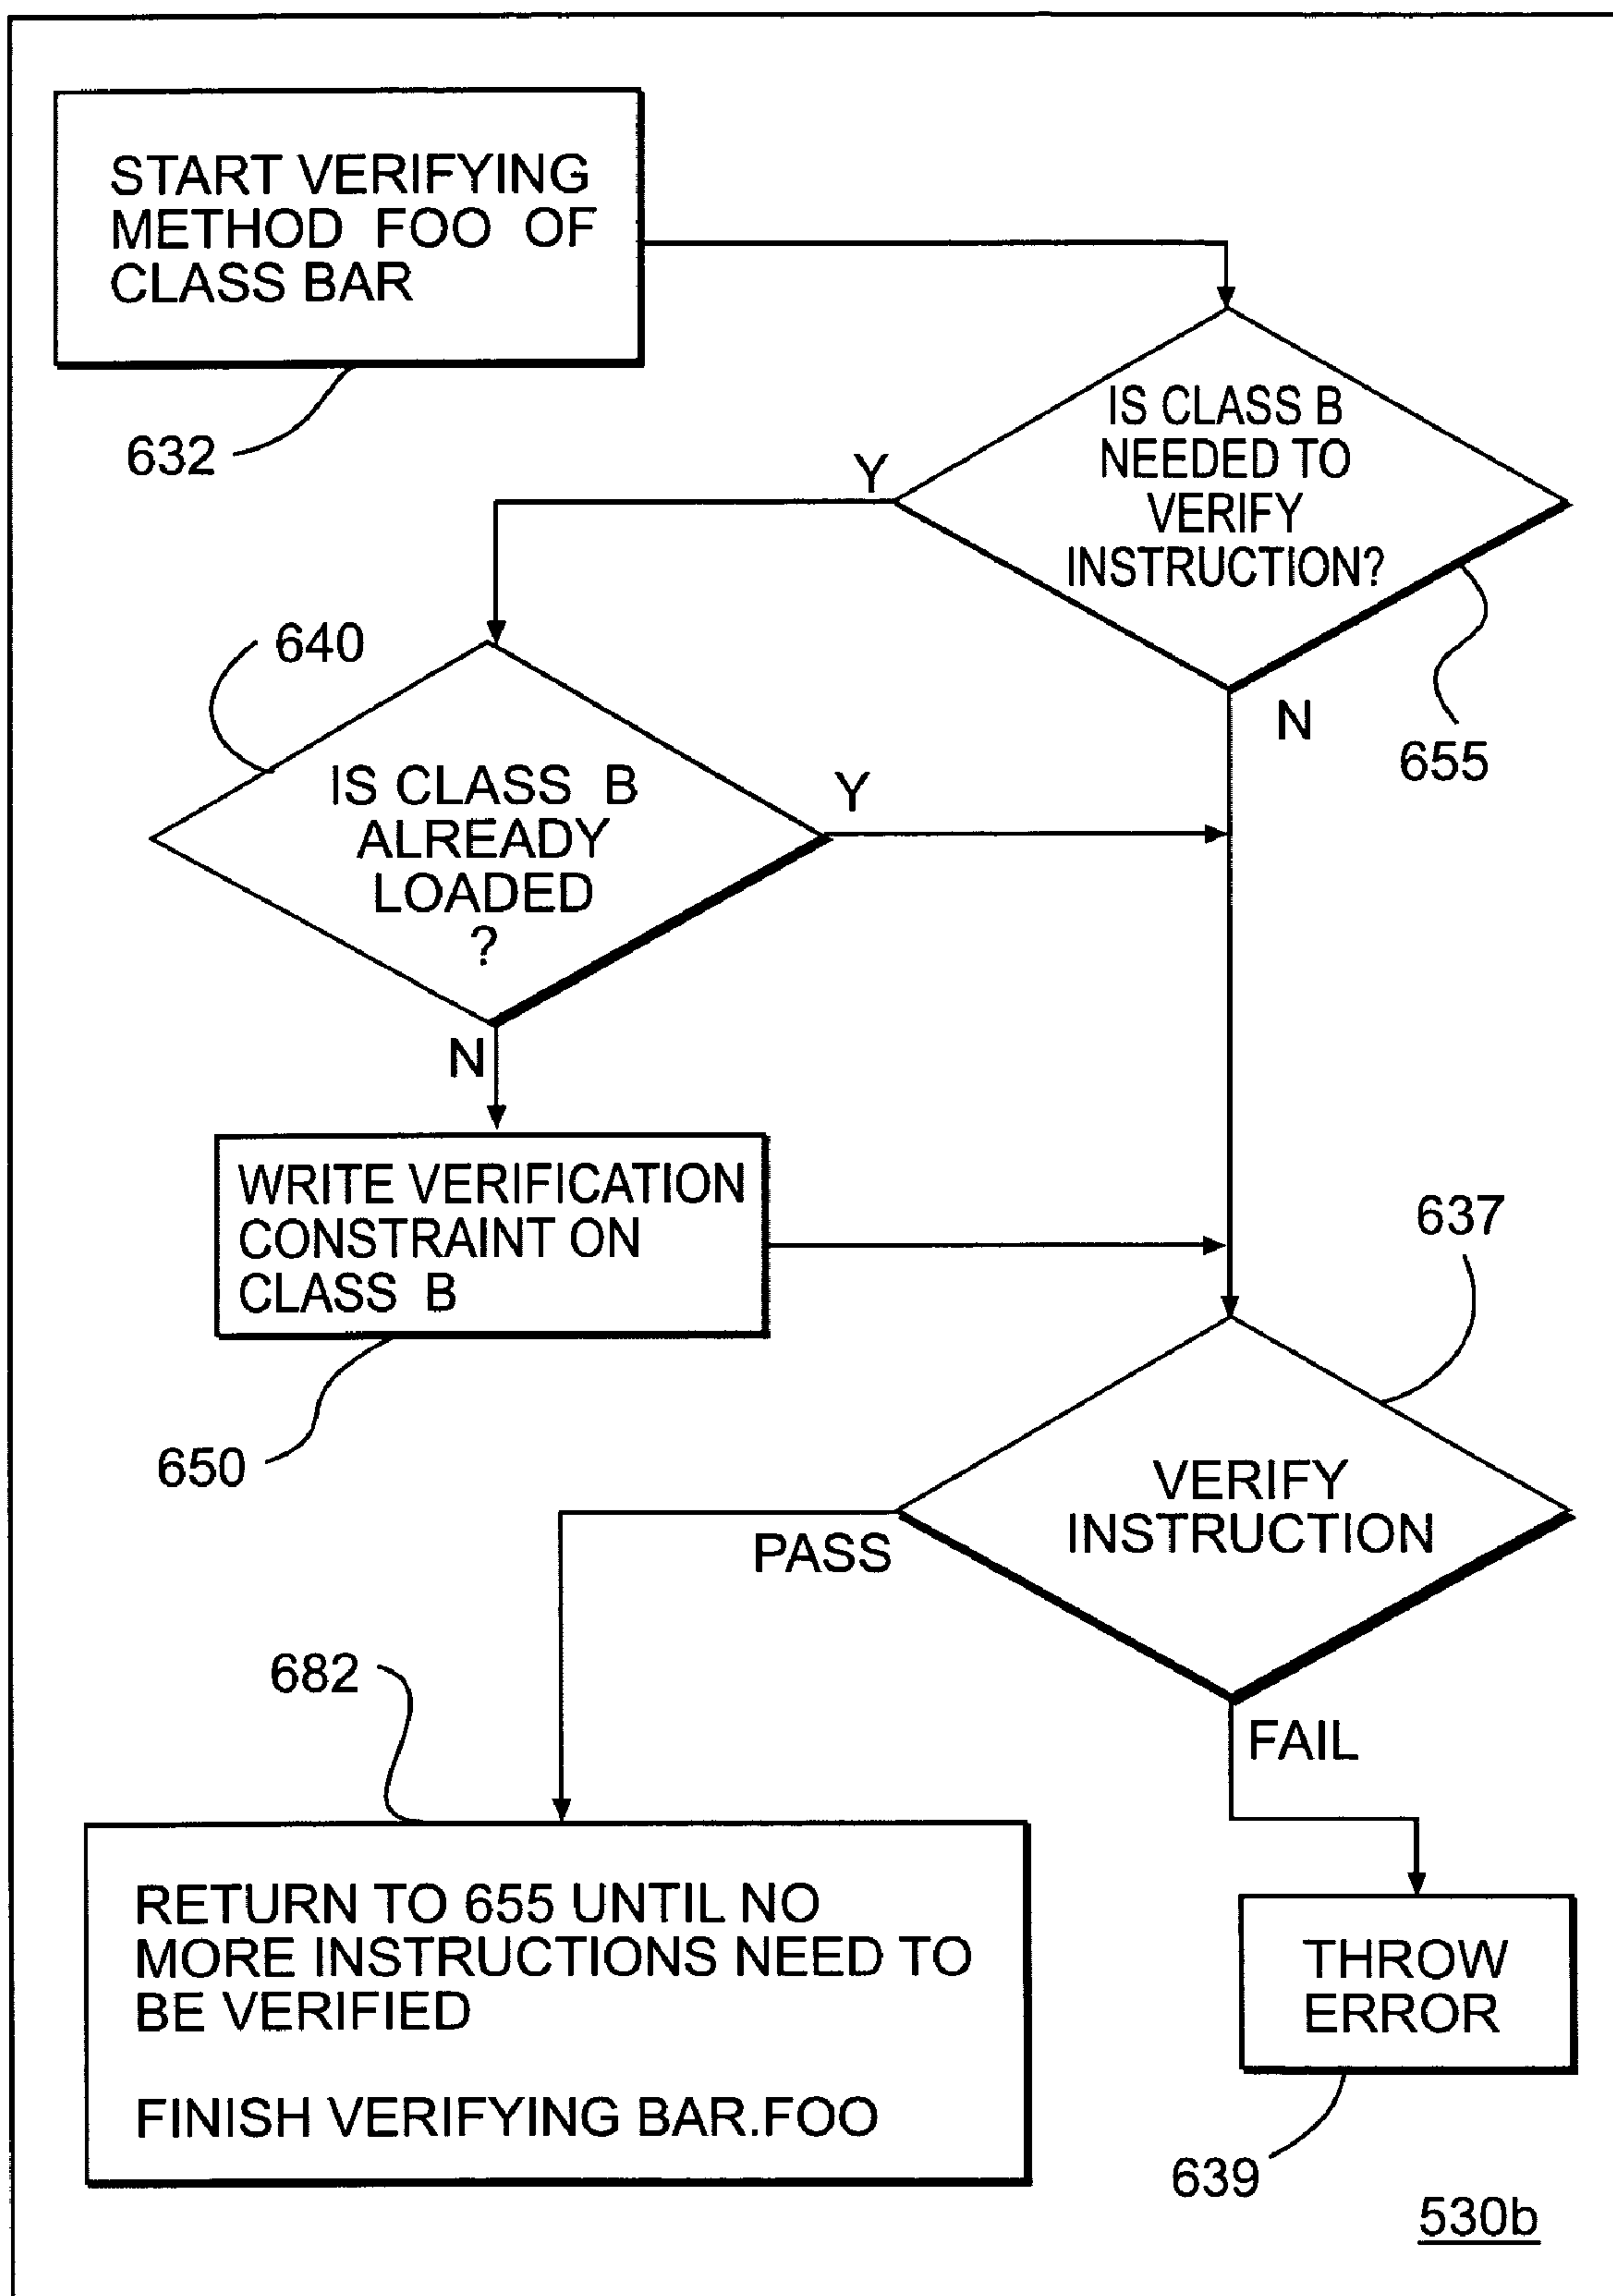 START VERIFYING
METHOD FOO OF
CLASS BAR
632
IS CLASS B
NEEDED TO
VERIFY
INSTRUCTION?
Y
N
655
640
IS CLASS B
ALREADY
LOADED
?
Y
N
WRITE VERIFICATION
CONSTRAINT ON
CLASS B
650
637
VERIFY
INSTRUCTION
PASS
FAIL
682
RETURN TO 655 UNTIL NO
MORE INSTRUCTIONS NEED TO
BE VERIFIED
FINISH VERIFYING BAR.FOO
THROW
ERROR
639
530b